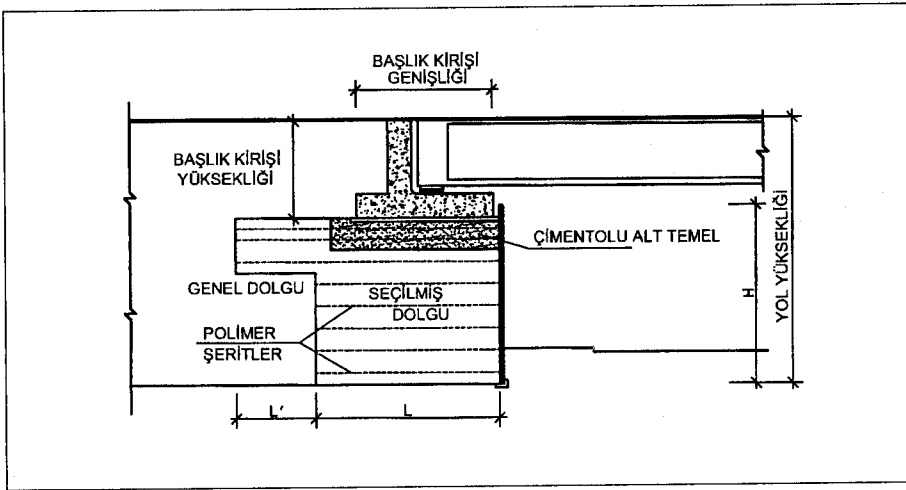 BAŞLIK KİRİŞİ
GENİŞLİĞİ
BAŞLIK KİRİŞİ
YÜKSEKLİĞİ
ÇİMENTOLU ALT TEMEL
GENEL DOLGU
SEÇİLMİŞ
DOLGU
POLİMER
ŞERİTLER
H
YOL YÜKSEKLİĞİ
L'
L